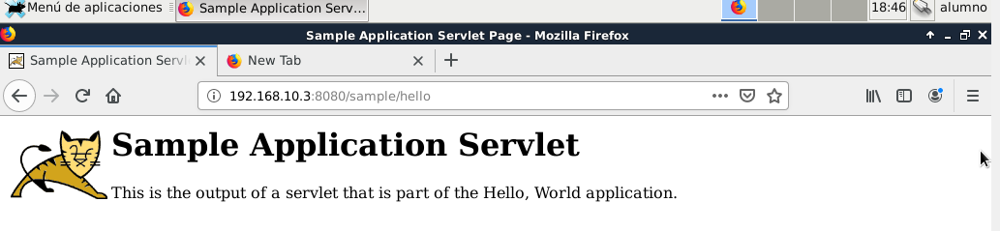 Menú de aplicaciones
Sample Application Serv...
18:46
alumno
Sample Application Servlet Page - Mozilla Firefox
Sample Application Servl
New Tab
192.168.10.3:8080/sample/hello
Sample Application Servlet
This is the output of a servlet that is part of the Hello, World application.